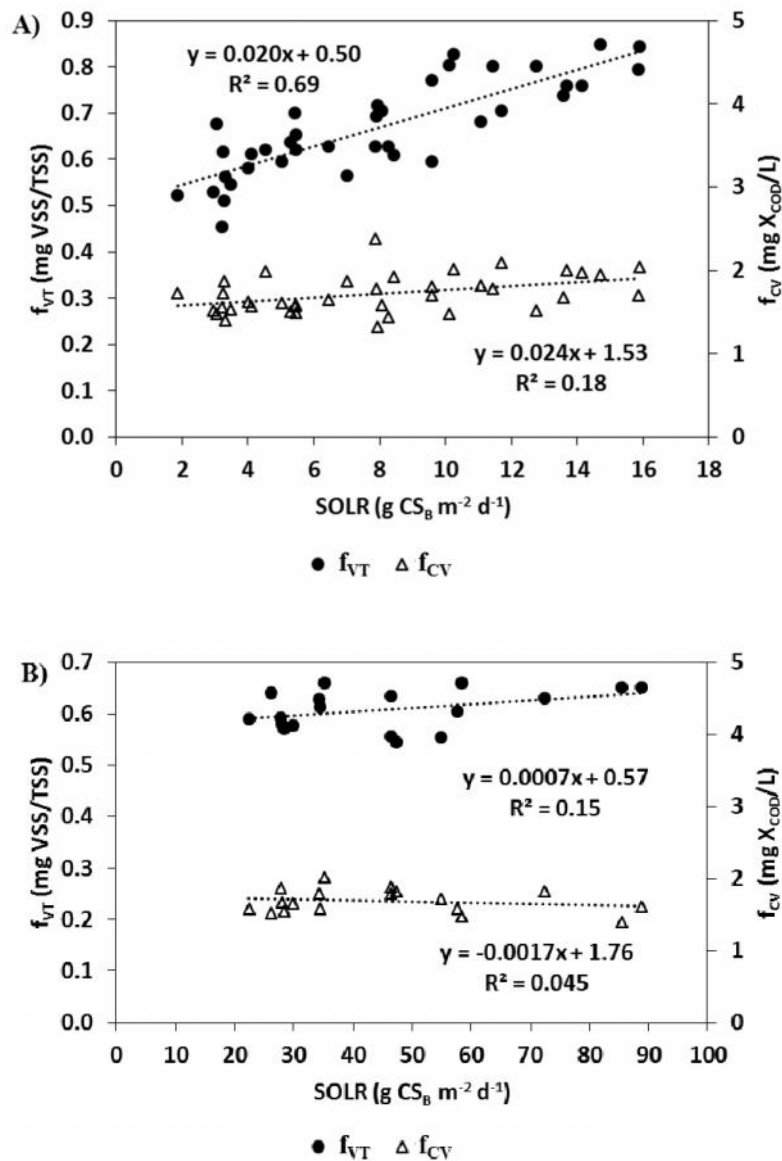 A)
y = 0.020x + 0.50
R² = 0.69
y = 0.024x + 1.53
R² = 0.18
0.9
0.8
0.7
0.6
0.5
0.4
0.3
0.2
0.1
0.0
f_VT (mg VSS/TSS)
5
4
3
2
1
0
f_CV (mg X_COD/L)
0 2 4 6 8 10 12 14 16 18
SOLR (g CS_B m⁻² d⁻¹)
● f_VT △ f_CV
B)
y = 0.0007x + 0.57
R² = 0.15
y = -0.0017x + 1.76
R² = 0.045
0.7
0.6
0.5
0.4
0.3
0.2
0.1
0.0
f_VT (mg VSS/TSS)
5
4
3
2
1
0
f_CV (mg X_COD/L)
0 10 20 30 40 50 60 70 80 90 100
SOLR (g CS_B m⁻² d⁻¹)
● f_VT △ f_CV